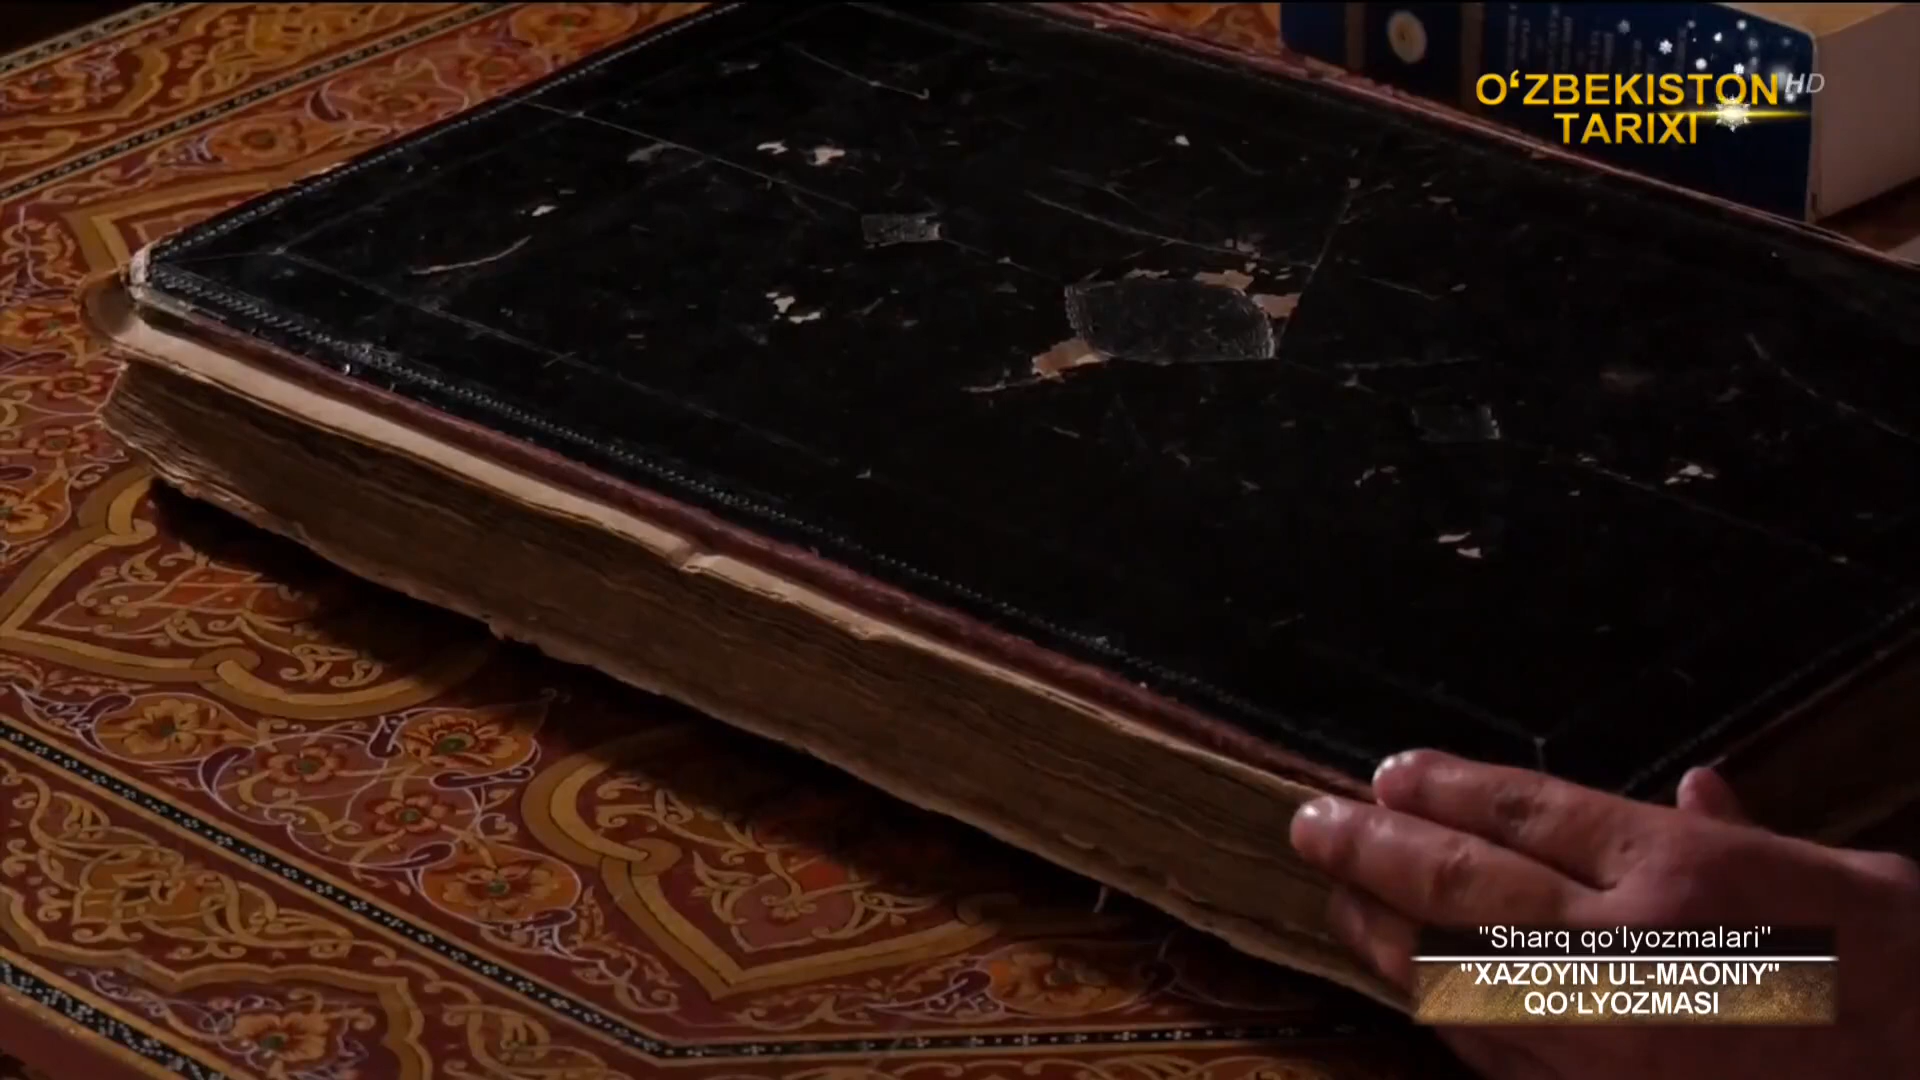 O‘ZBEKISTON HD
TARIXI
"Sharq qo‘lyozmalari"
"XAZOYIN UL-MAONIY"
QO‘LYOZMASI